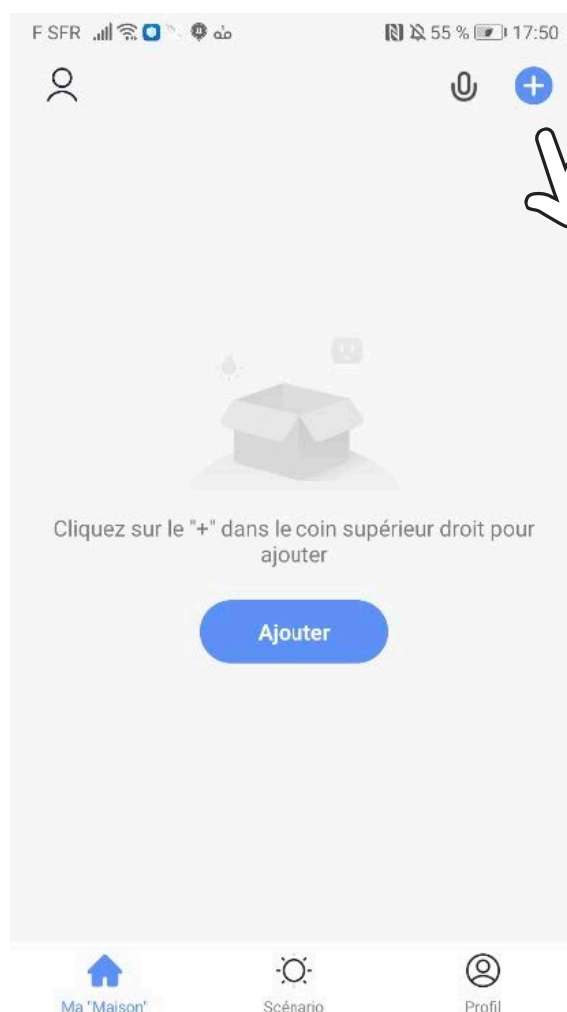 F SFR 55 % 17:50
Cliquez sur le "+" dans le coin supérieur droit pour
ajouter
Ajouter
Ma "Maison" Scénario Profil